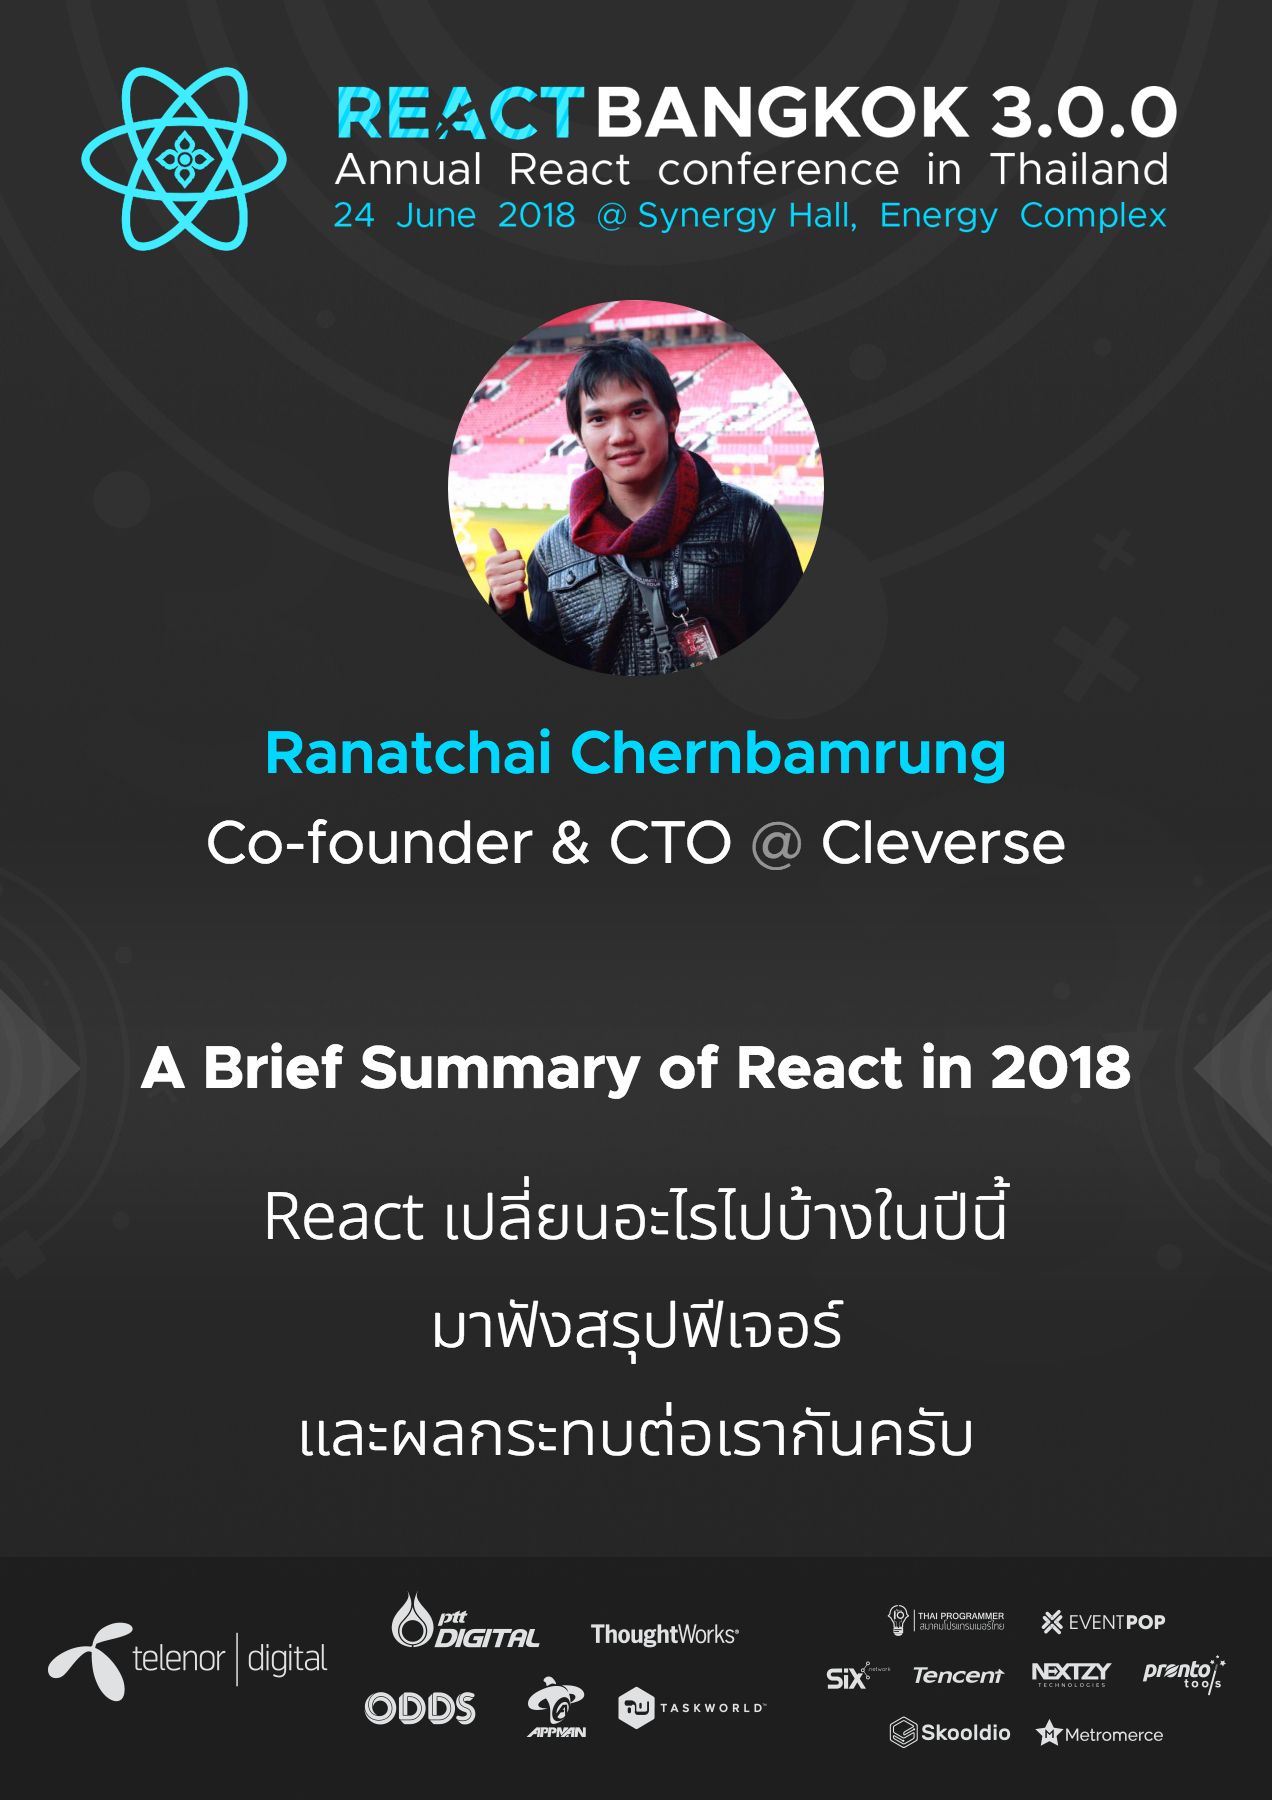 REACT BANGKOK 3.0.0
Annual React conference in Thailand
24 June 2018 @ Synergy Hall, Energy Complex
Ranatchai Chernbamrung
Co-founder & CTO @ Cleverse
A Brief Summary of React in 2018
React เปลี่ยนอะไรไปบ้างในปีนี้
มาฟังสรุปฟีเจอร์
และผลกระทบต่อเรากันครับ
telenor | digital
ptt
DIGITAL
ThoughtWorks®
ODDS
APPMAN
TASKWORLD™
THAI PROGRAMMER
สมาคมโปรแกรมเมอร์ไทย
EVENTPOP
SIX network
Tencent
NEXTZY
TECHNOLOGIES
pronto
tools
Skooldio
Metromerce